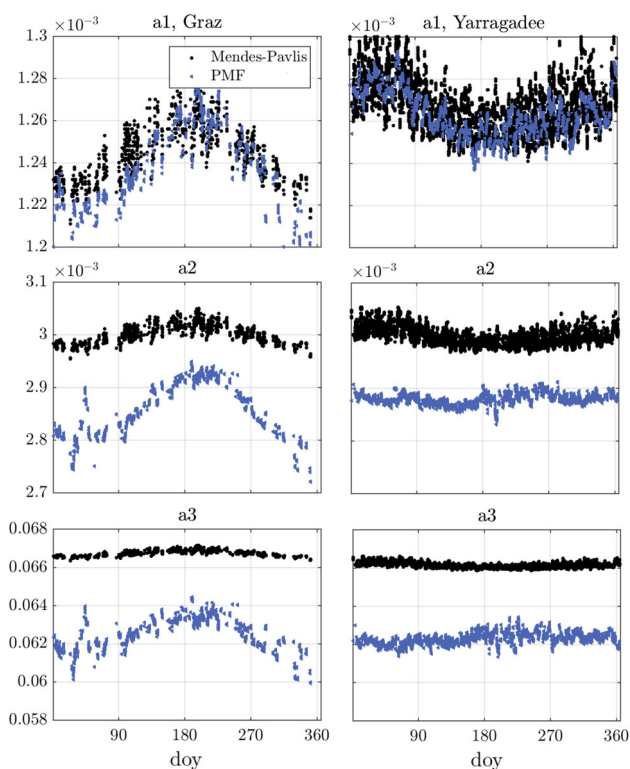 a1, Graz
a1, Yarragadee
×10⁻³
×10⁻³
1.3
1.28
1.26
1.24
1.22
1.2
Mendes-Pavlis
PMF
a2
a2
×10⁻³
×10⁻³
3.1
3
2.9
2.8
2.7
a3
a3
0.068
0.066
0.064
0.062
0.06
0.058
90 180 270 360
90 180 270 360
doy
doy